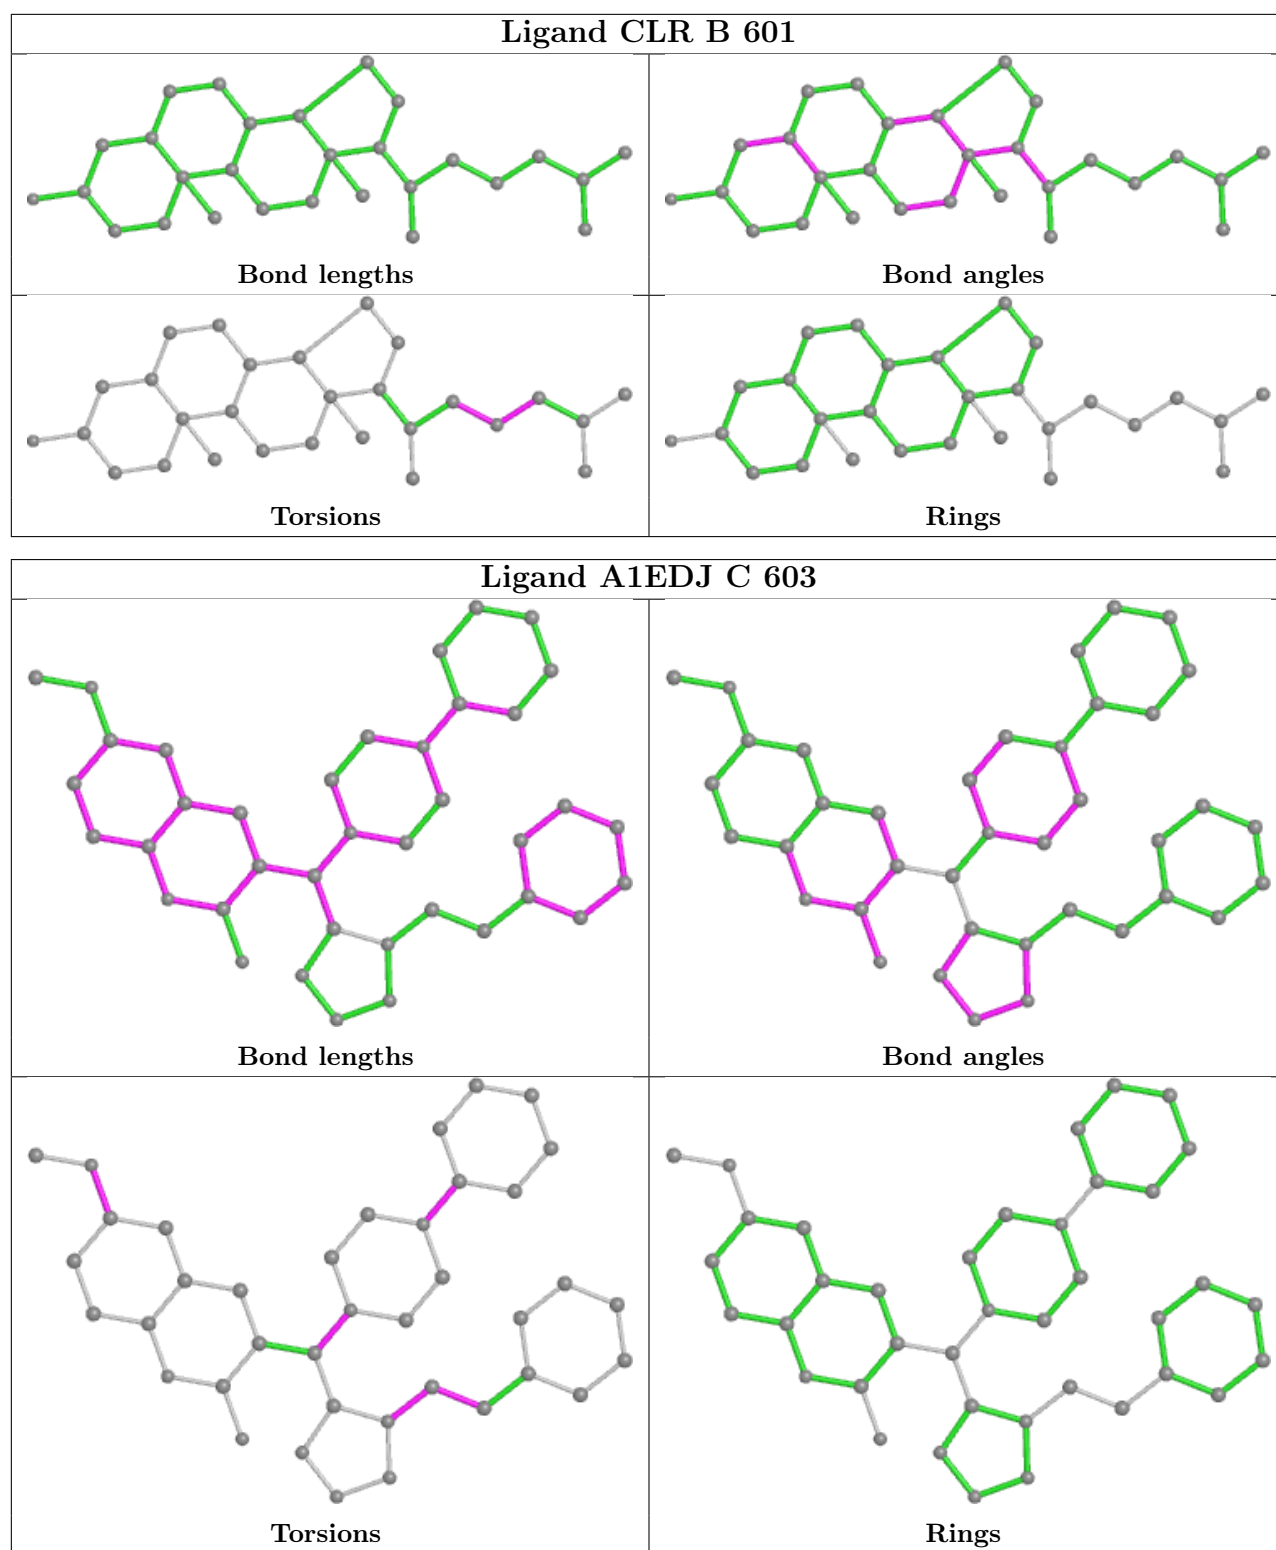 Ligand CLR B 601
Bond lengths
Bond angles
Torsions
Rings
Ligand A1EDJ C 603
Bond lengths
Bond angles
Torsions
Rings